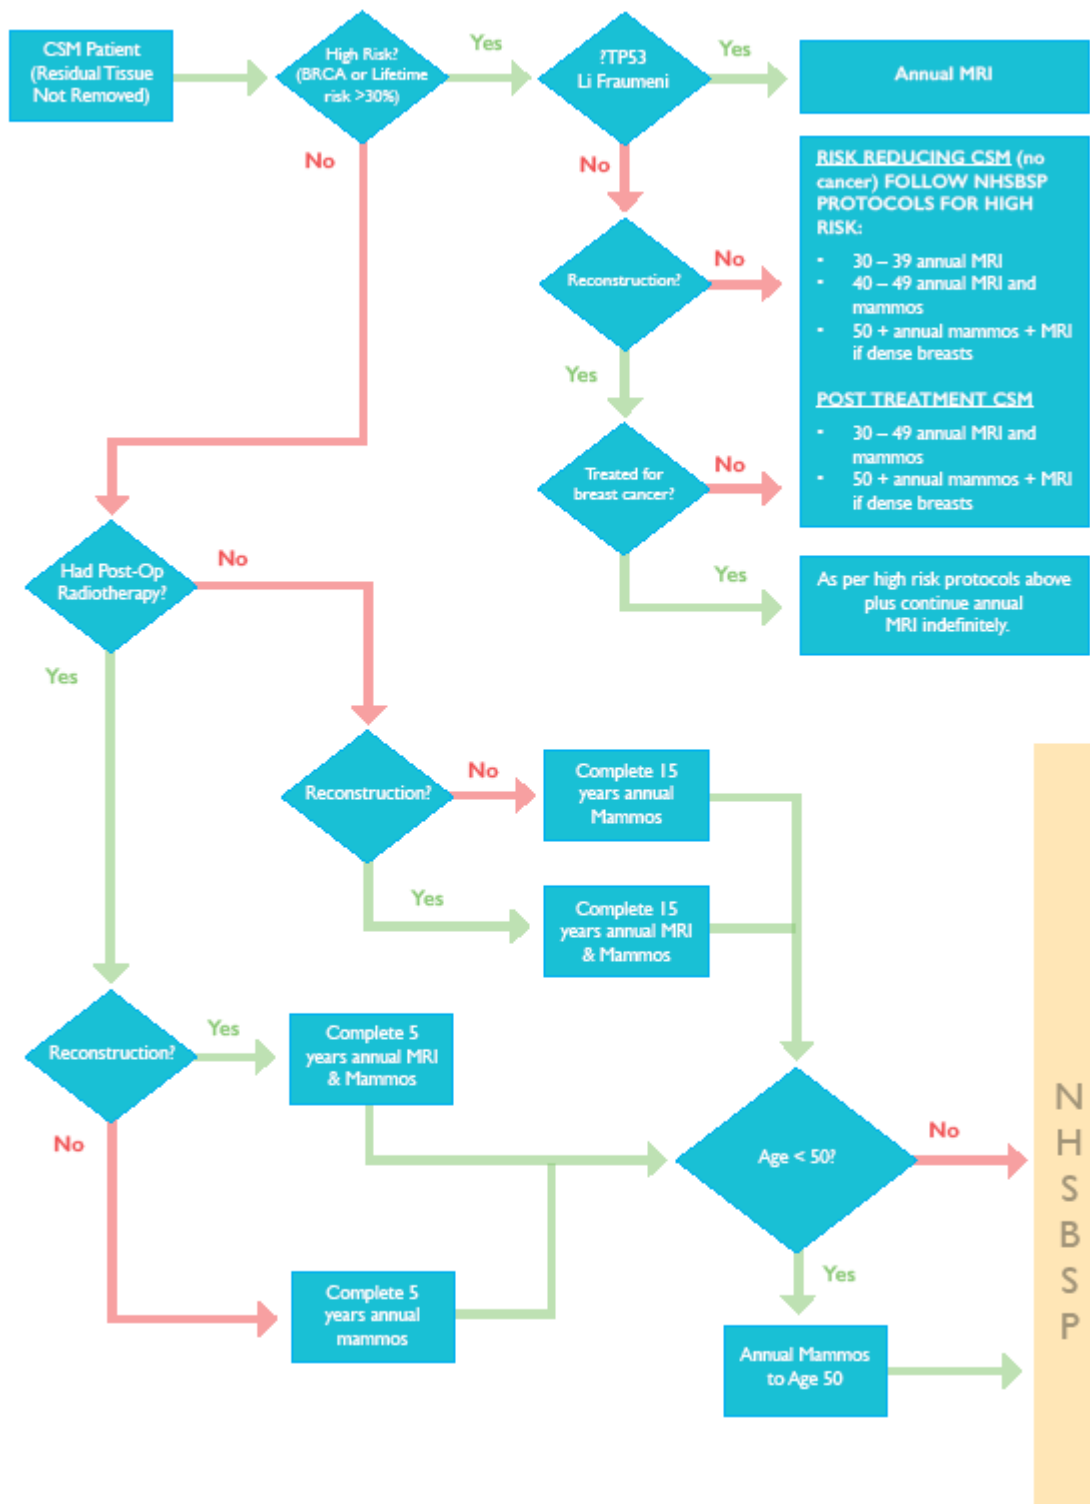 CSM Patient
(Residual Tissue
Not Removed)
High Risk?
(BRCA or Lifetime
risk >30%)
Yes
?TP53
Li Fraumeni
Yes
Annual MRI
No
No
RISK REDUCING CSM (no
cancer) FOLLOW NHSBSP
PROTOCOLS FOR HIGH
RISK:
- 30 – 39 annual MRI
- 40 – 49 annual MRI and
mammos
- 50 + annual mammos + MRI
if dense breasts
POST TREATMENT CSM
- 30 – 49 annual MRI and
mammos
- 50 + annual mammos + MRI
if dense breasts
Reconstruction?
No
Yes
Treated for
breast cancer?
No
Yes
As per high risk protocols above
plus continue annual
MRI indefinitely.
Had Post-Op
Radiotherapy?
No
Yes
Reconstruction?
No
Complete 15
years annual
Mammos
Yes
Complete 15
years annual MRI
& Mammos
Reconstruction?
Yes
Complete 5
years annual MRI
& Mammos
No
Complete 5
years annual
mammos
Age < 50?
No
Yes
Annual Mammos
to Age 50
N
H
S
B
S
P